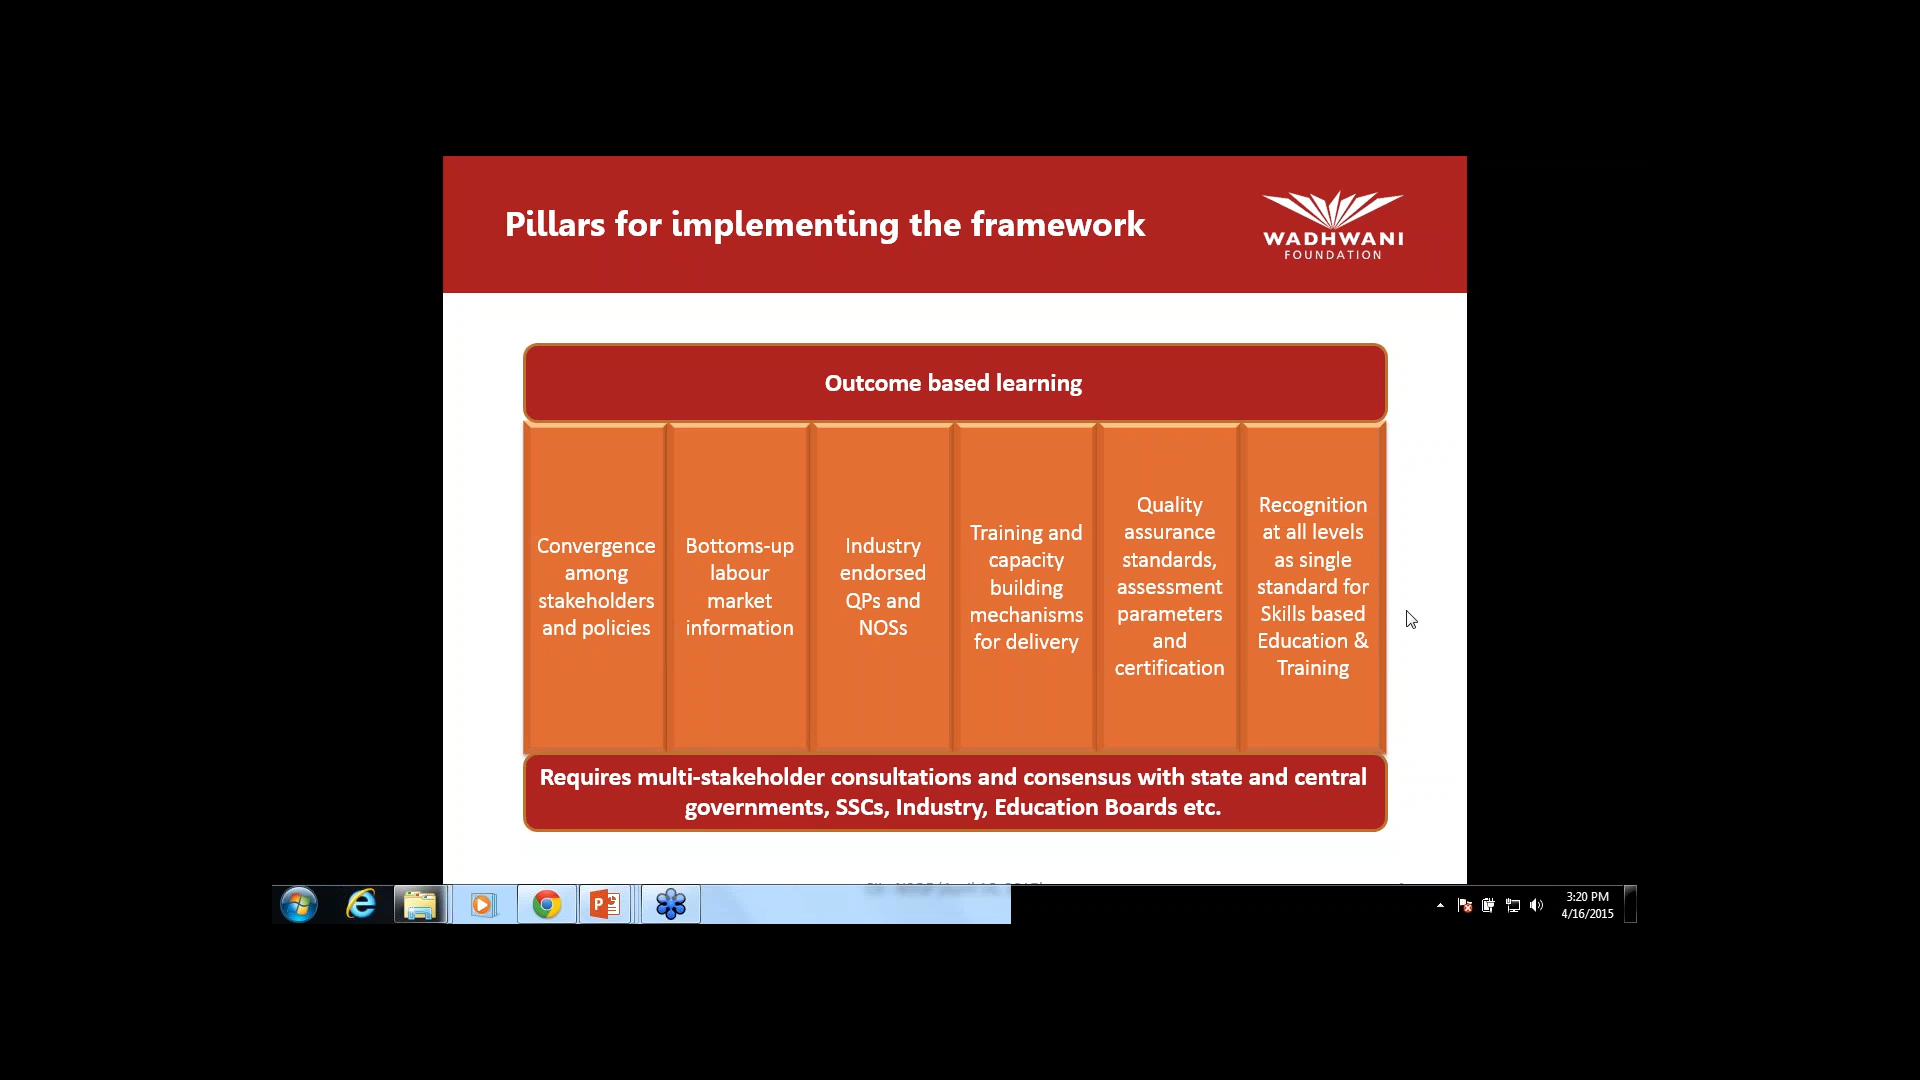 Pillars for implementing the framework
WADHWANI
FOUNDATION
Outcome based learning
Convergence
among
stakeholders
and policies
Bottoms-up
labour
market
information
Industry
endorsed
QPs and
NOSs
Training and
capacity
building
mechanisms
for delivery
Quality
assurance
standards,
assessment
parameters
and
certification
Recognition
at all levels
as single
standard for
Skills based
Education &
Training
Requires multi-stakeholder consultations and consensus with state and central
governments, SSCs, Industry, Education Boards etc.
3:20 PM
4/16/2015